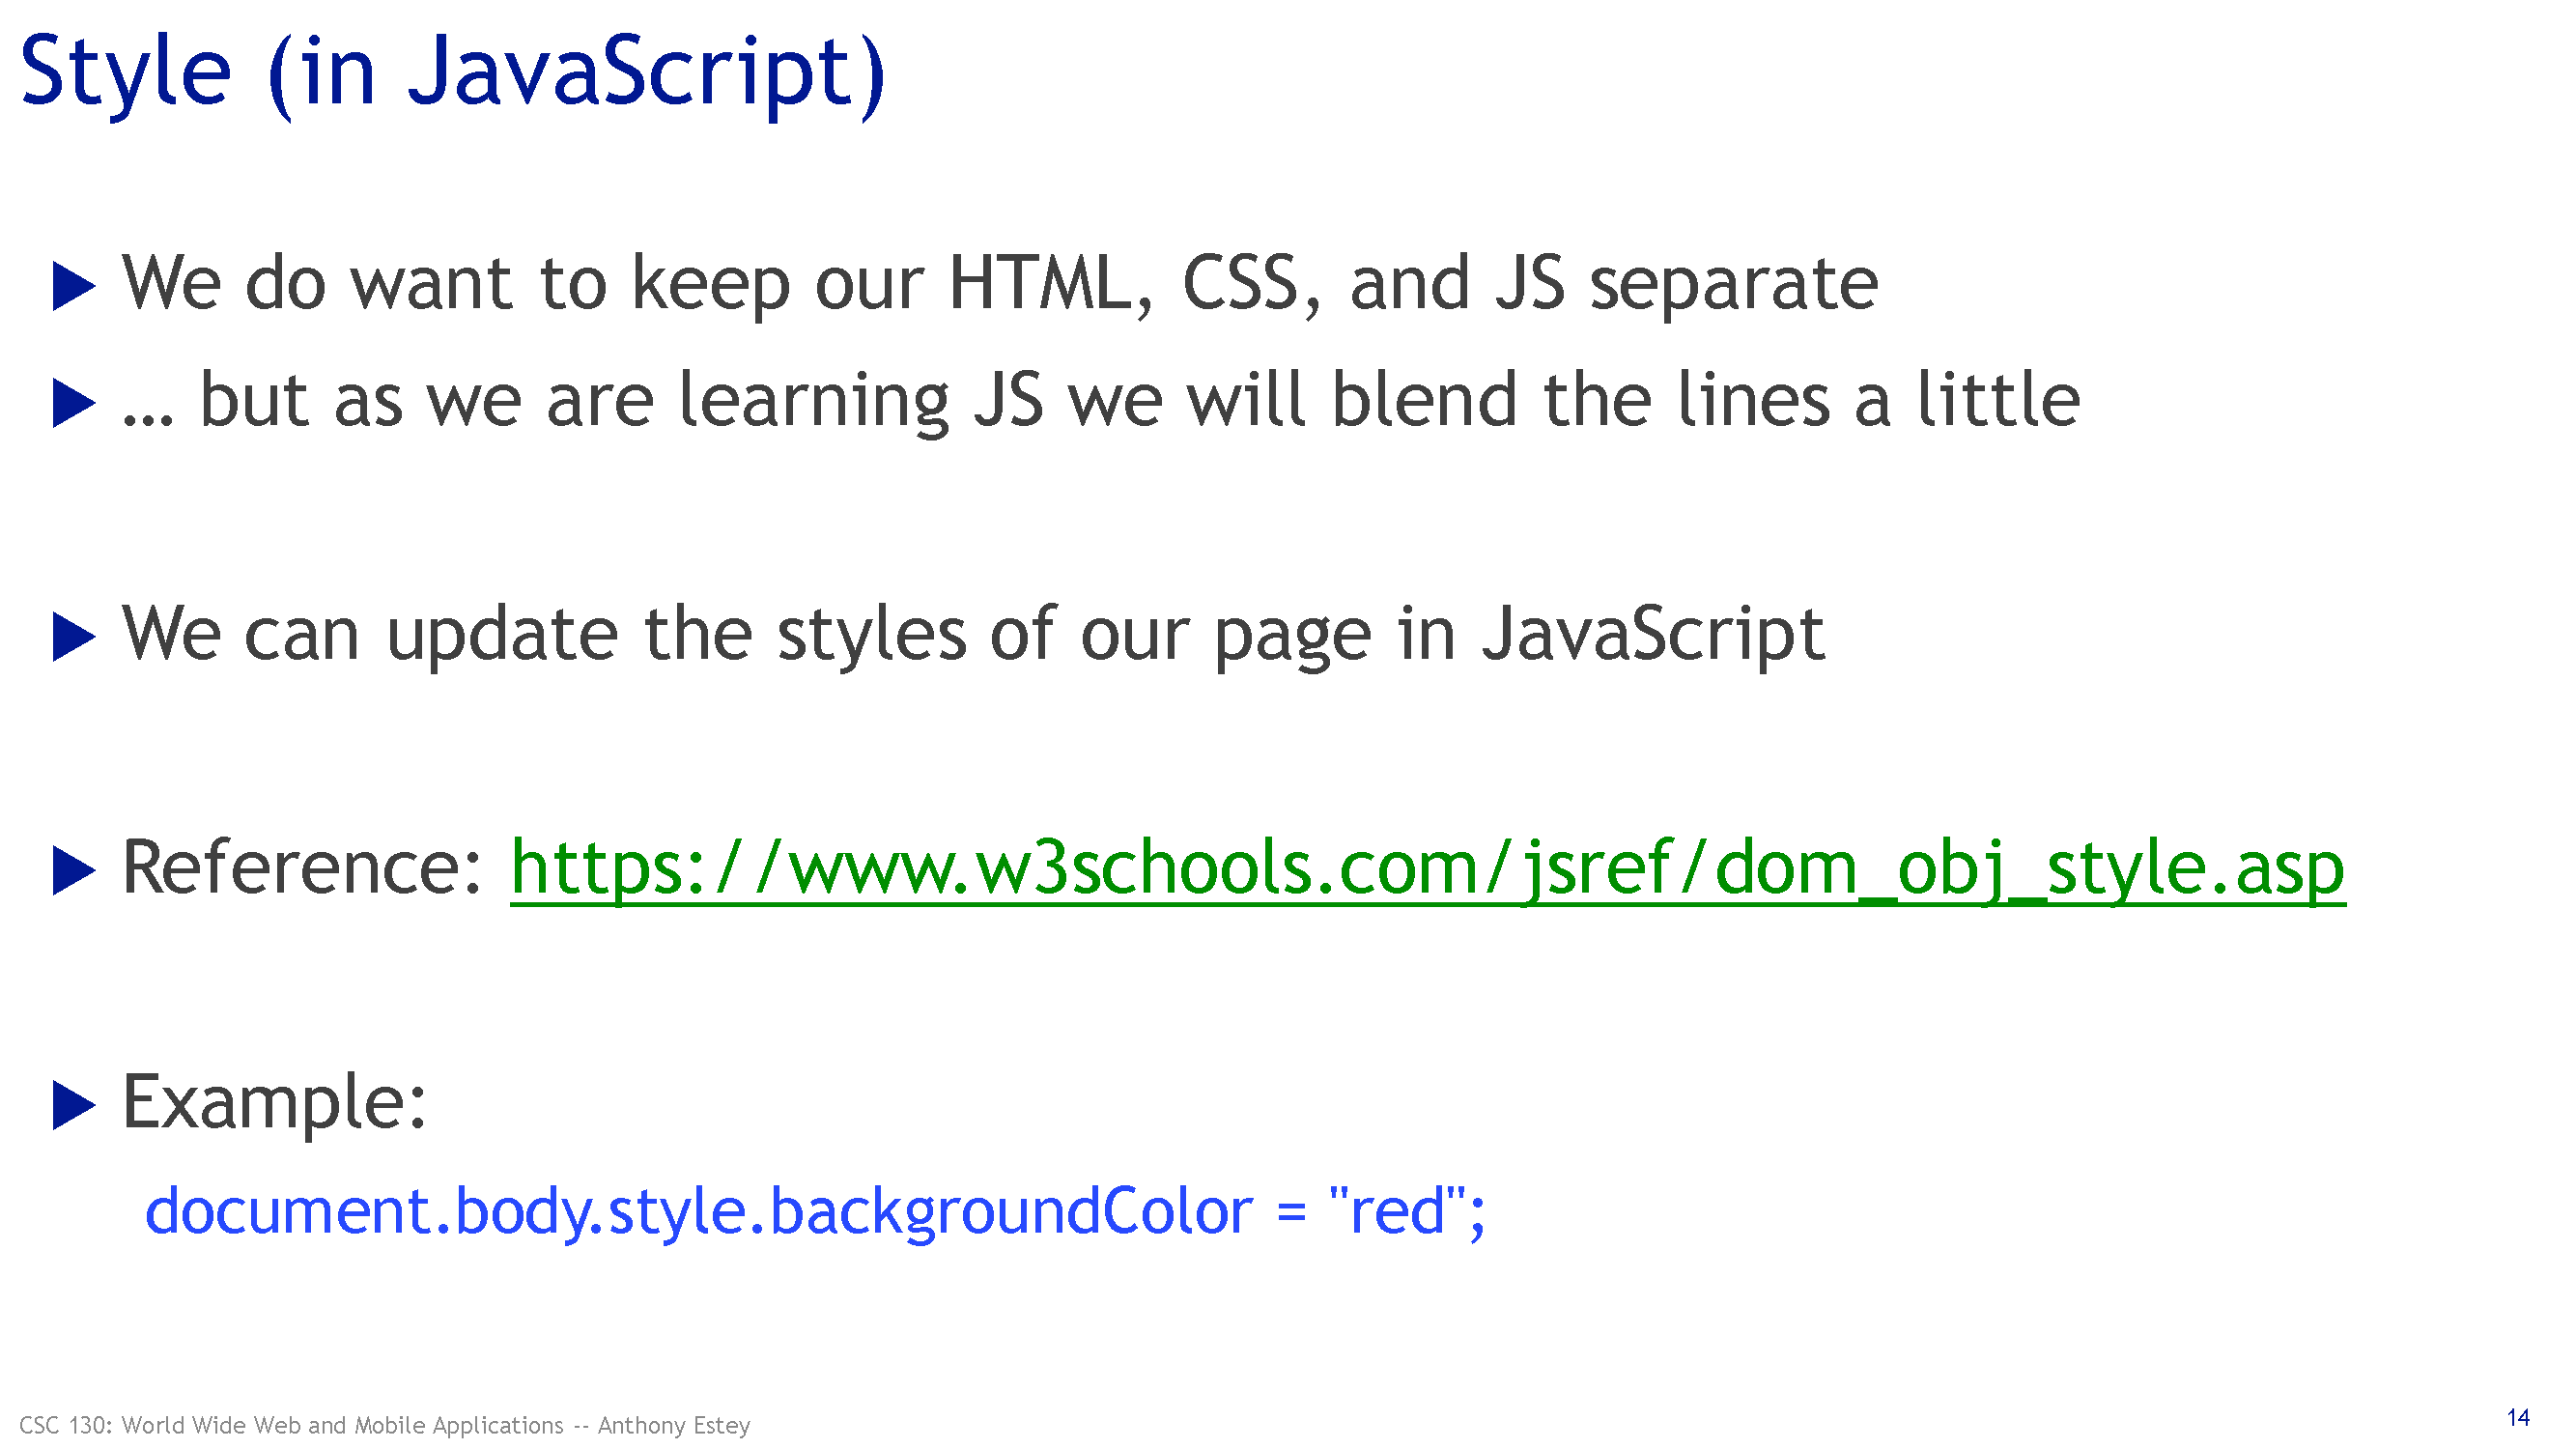 Style (in JavaScript)
We do want to keep our HTML, CSS, and JS separate
… but as we are learning JS we will blend the lines a little
We can update the styles of our page in JavaScript
Reference: https://www.w3schools.com/jsref/dom_obj_style.asp
Example:
document.body.style.backgroundColor = "red";
CSC 130: World Wide Web and Mobile Applications -- Anthony Estey
14